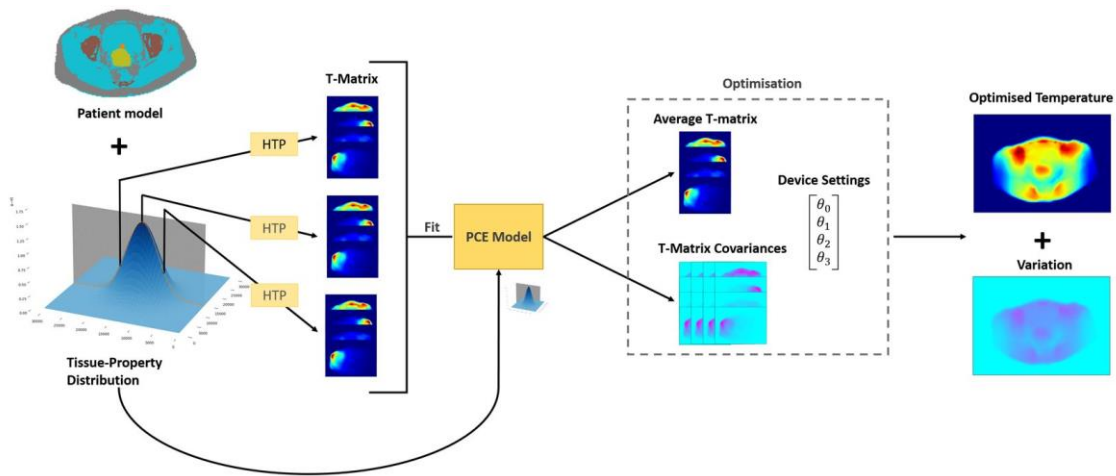 Patient model
+
Tissue-Property
Distribution
T-Matrix
HTP
HTP
HTP
Fit
PCE Model
Optimisation
Average T-matrix
T-Matrix Covariances
Device Settings
θ₀
θ₁
θ₂
θ₃
Optimised Temperature
+
Variation